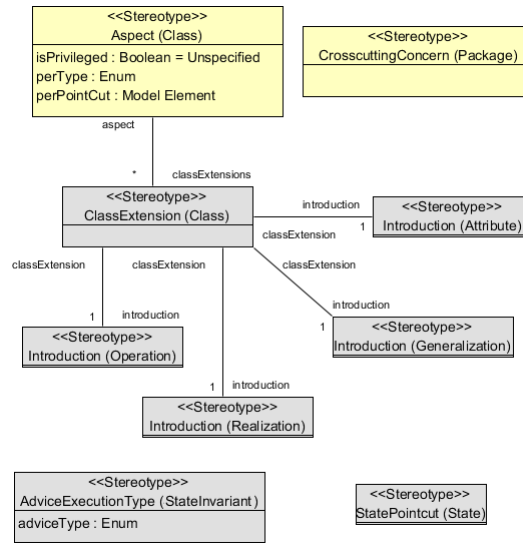 <<Stereotype>>
Aspect (Class)
isPrivileged : Boolean = Unspecified
perType : Enum
perPointCut : Model Element
<<Stereotype>>
CrosscuttingConcern (Package)
aspect
*
classExtensions
<<Stereotype>>
ClassExtension (Class)
introduction
1
classExtension
<<Stereotype>>
Introduction (Attribute)
classExtension
classExtension
classExtension
1
introduction
<<Stereotype>>
Introduction (Operation)
introduction
1
<<Stereotype>>
Introduction (Generalization)
1
introduction
<<Stereotype>>
Introduction (Realization)
<<Stereotype>>
AdviceExecutionType (StateInvariant)
adviceType : Enum
<<Stereotype>>
StatePointcut (State)